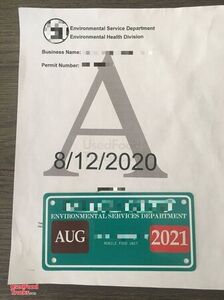 Environmental Service Department
Environmental Health Division
Business Name:
Permit Number:
A
8/12/2020
ENVIRONMENTAL SERVICES DEPARTMENT
AUG
2021
MOBILE FOOD UNIT
UsedFood